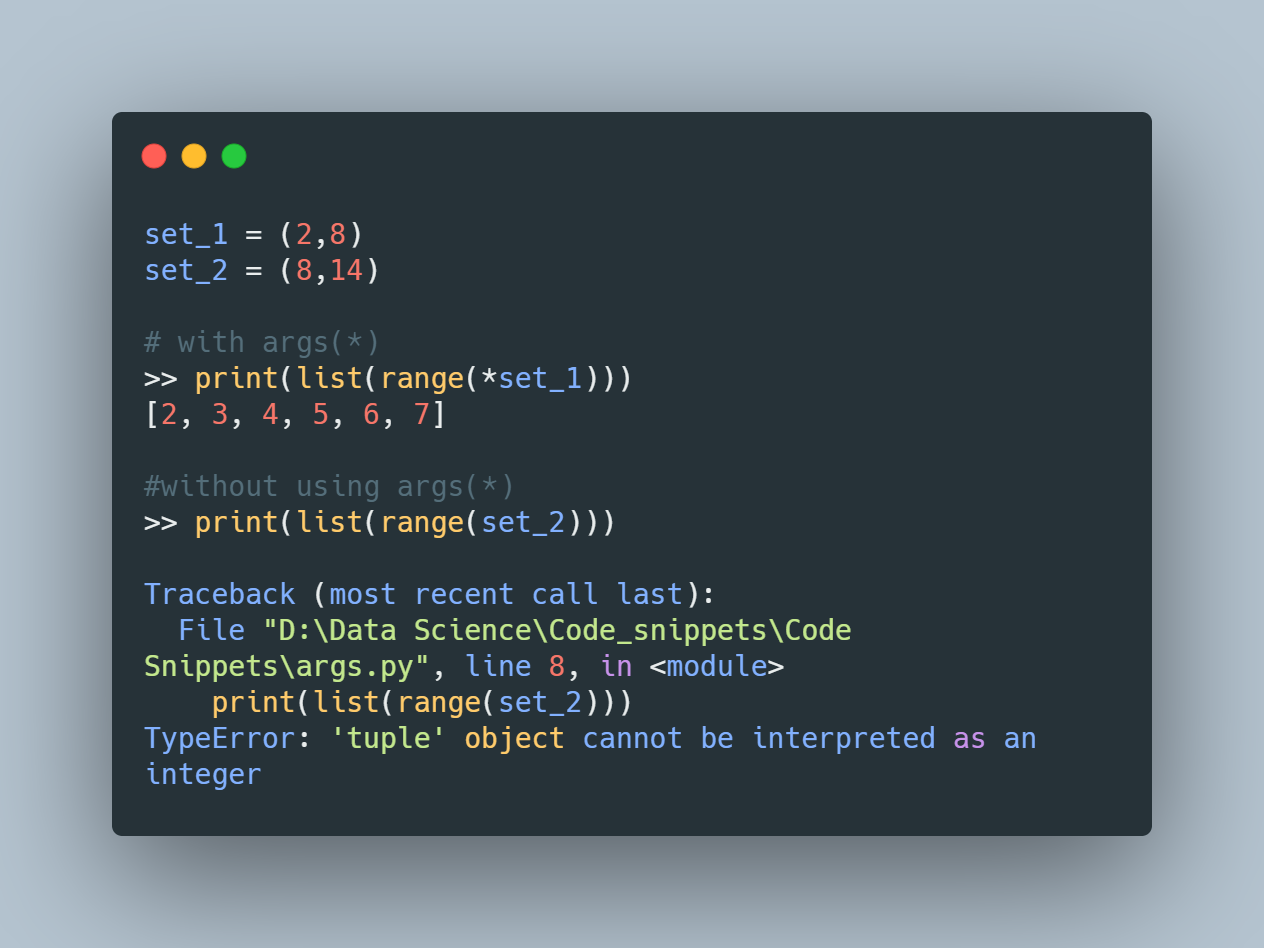 set_1 = (2,8)
set_2 = (8,14)
# with args(*)
>> print(list(range(*set_1)))
[2, 3, 4, 5, 6, 7]
#without using args(*)
>> print(list(range(set_2)))
Traceback (most recent call last):
  File "D:\Data Science\Code_snippets\Code
Snippets\args.py", line 8, in <module>
    print(list(range(set_2)))
TypeError: 'tuple' object cannot be interpreted as an
integer